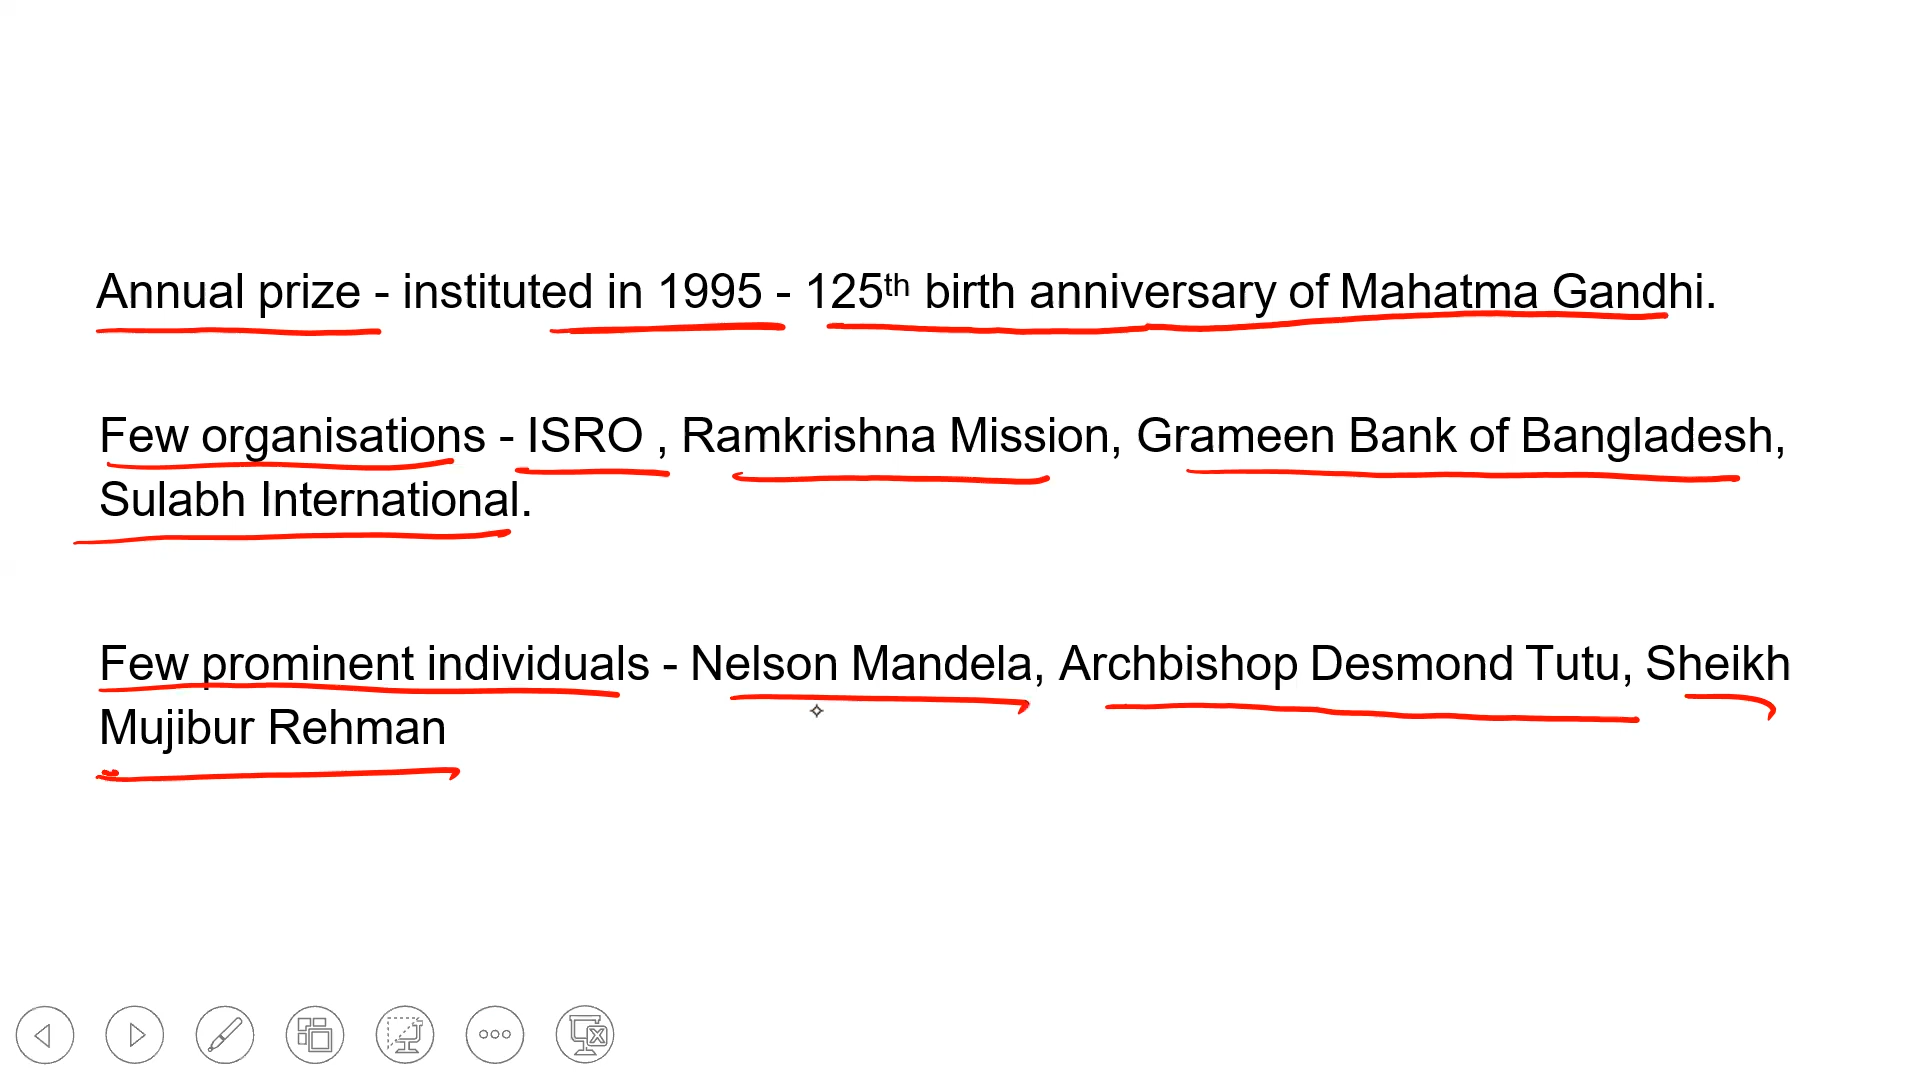 Annual prize - instituted in 1995 - 125th birth anniversary of Mahatma Gandhi.
Few organisations - ISRO , Ramkrishna Mission, Grameen Bank of Bangladesh,
Sulabh International.
Few prominent individuals - Nelson Mandela, Archbishop Desmond Tutu, Sheikh
Mujibur Rehman